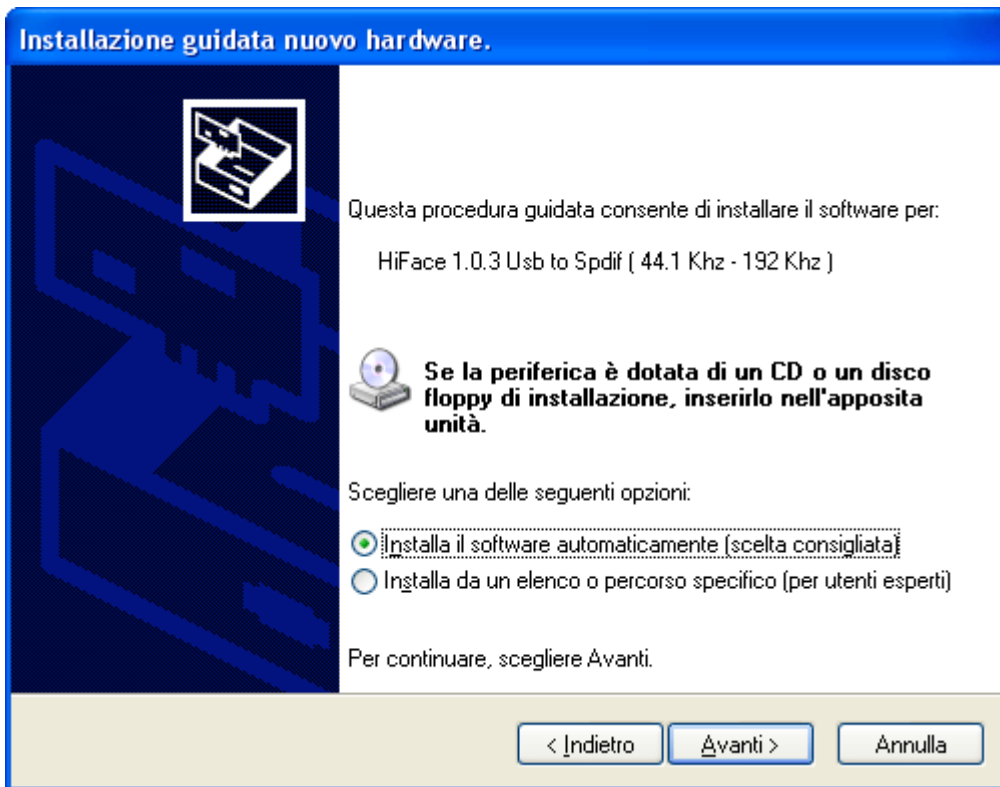 Installazione guidata nuovo hardware.
Questa procedura guidata consente di installare il software per:
HiFace 1.0.3 Usb to Spdif ( 44.1 Khz - 192 Khz )
Se la periferica è dotata di un CD o un disco
floppy di installazione, inserirlo nell'apposita
unità.
Scegliere una delle seguenti opzioni:
Installa il software automaticamente (scelta consigliata)
Installa da un elenco o percorso specifico (per utenti esperti)
Per continuare, scegliere Avanti.
< Indietro Avanti > Annulla